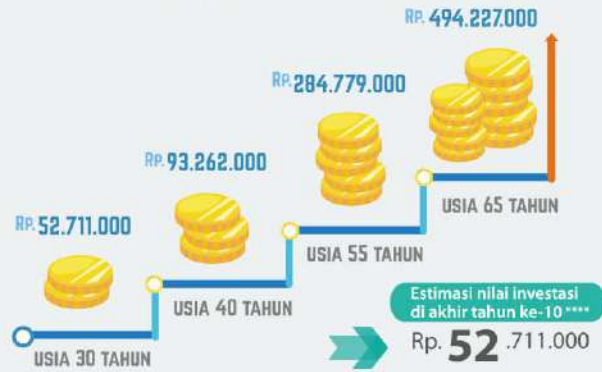 Rp. 494.227.000
Rp. 284.779.000
Rp. 93.262.000
Rp. 52.711.000
USIA 65 TAHUN
USIA 55 TAHUN
USIA 40 TAHUN
USIA 30 TAHUN
Estimasi nilai investasi
di akhir tahun ke-10 ****
Rp. 52 .711.000